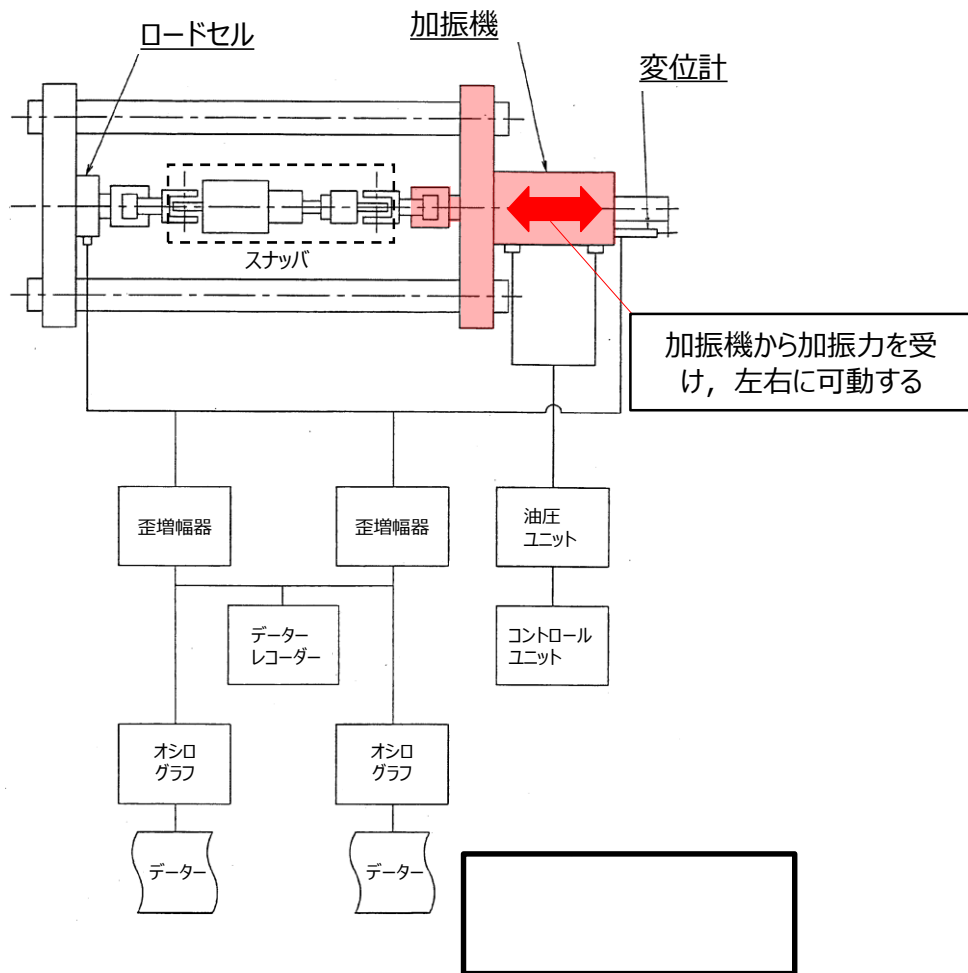 ロードセル
加振機
変位計
スナッバ
加振機から加振力を受
け，左右に可動する
歪増幅器
歪増幅器
油圧
ユニット
データー
レコーダー
コントロール
ユニット
オシロ
グラフ
オシロ
グラフ
データー
データー